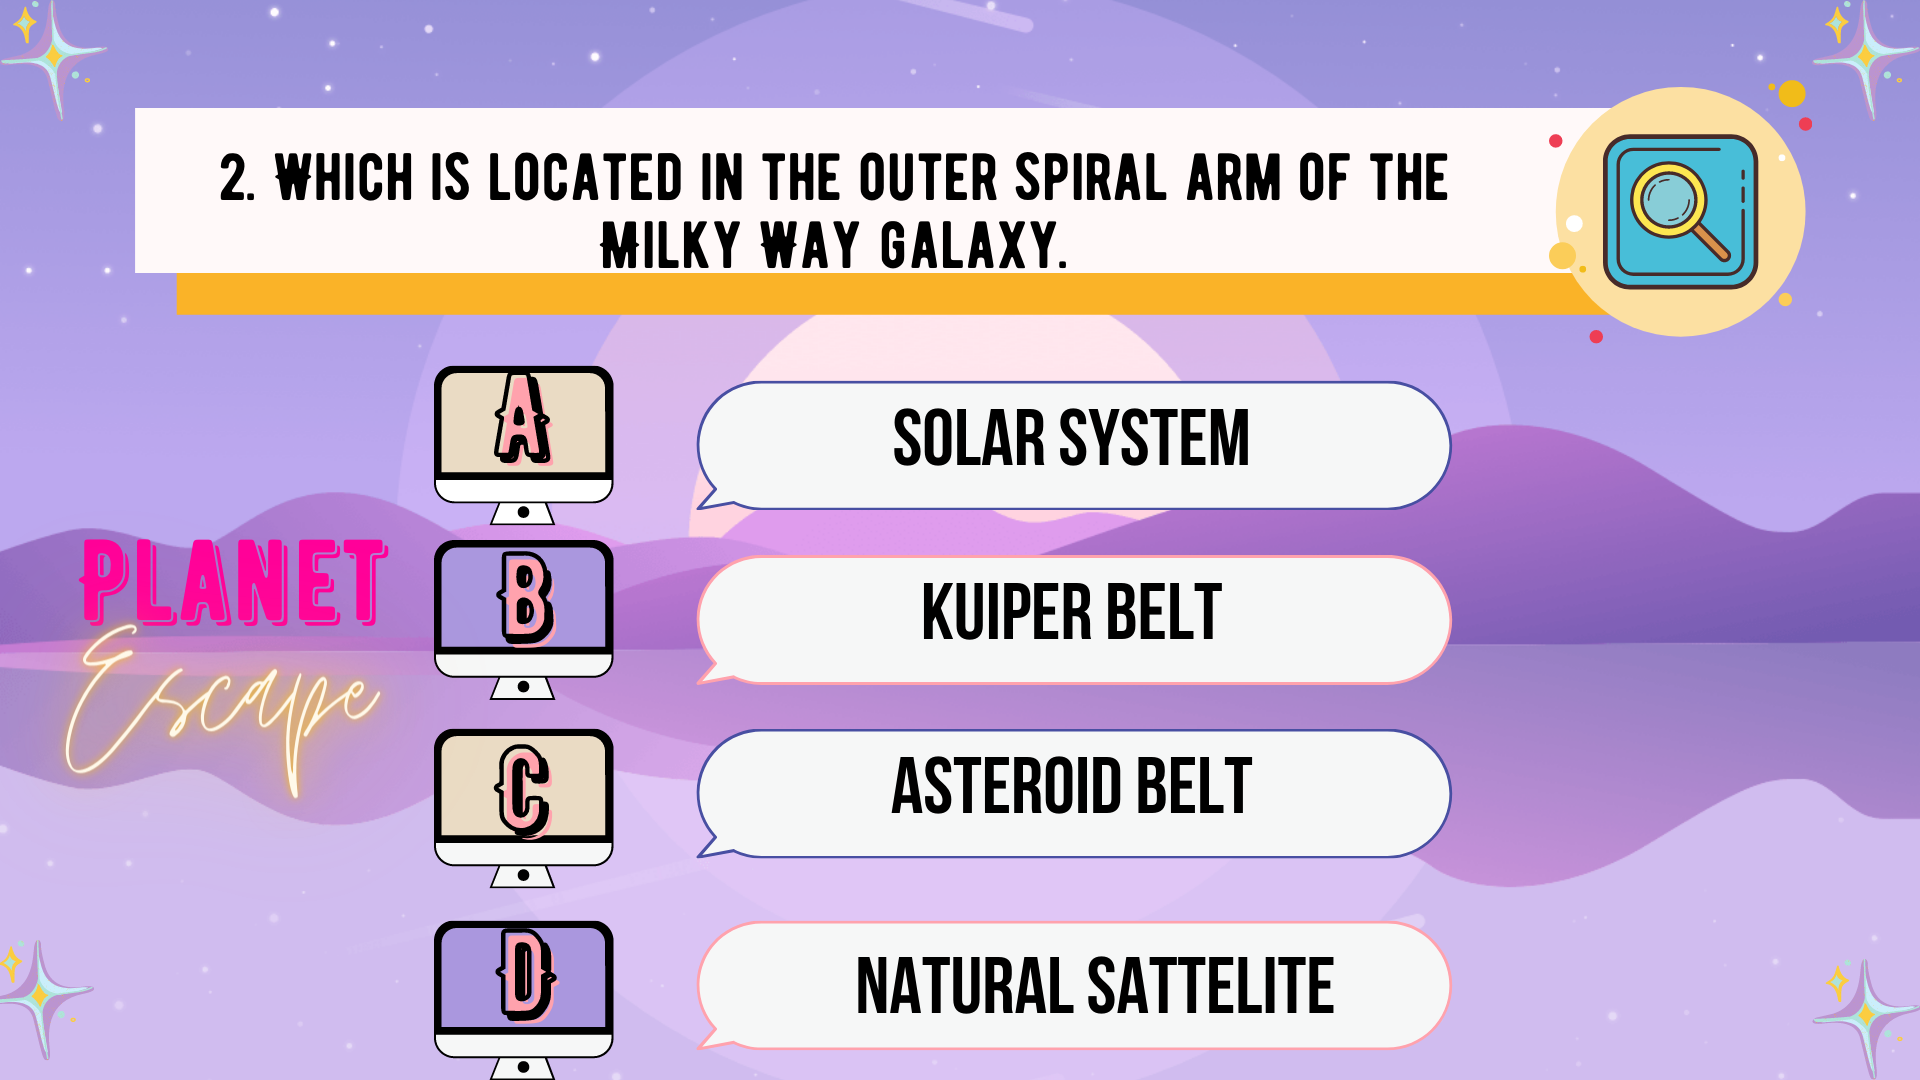 2. WHICH IS LOCATED IN THE OUTER SPIRAL ARM OF THE
MILKY WAY GALAXY.
A
SOLAR SYSTEM
PLANET
Escape
B
KUIPER BELT
C
ASTEROID BELT
D
NATURAL SATTELITE